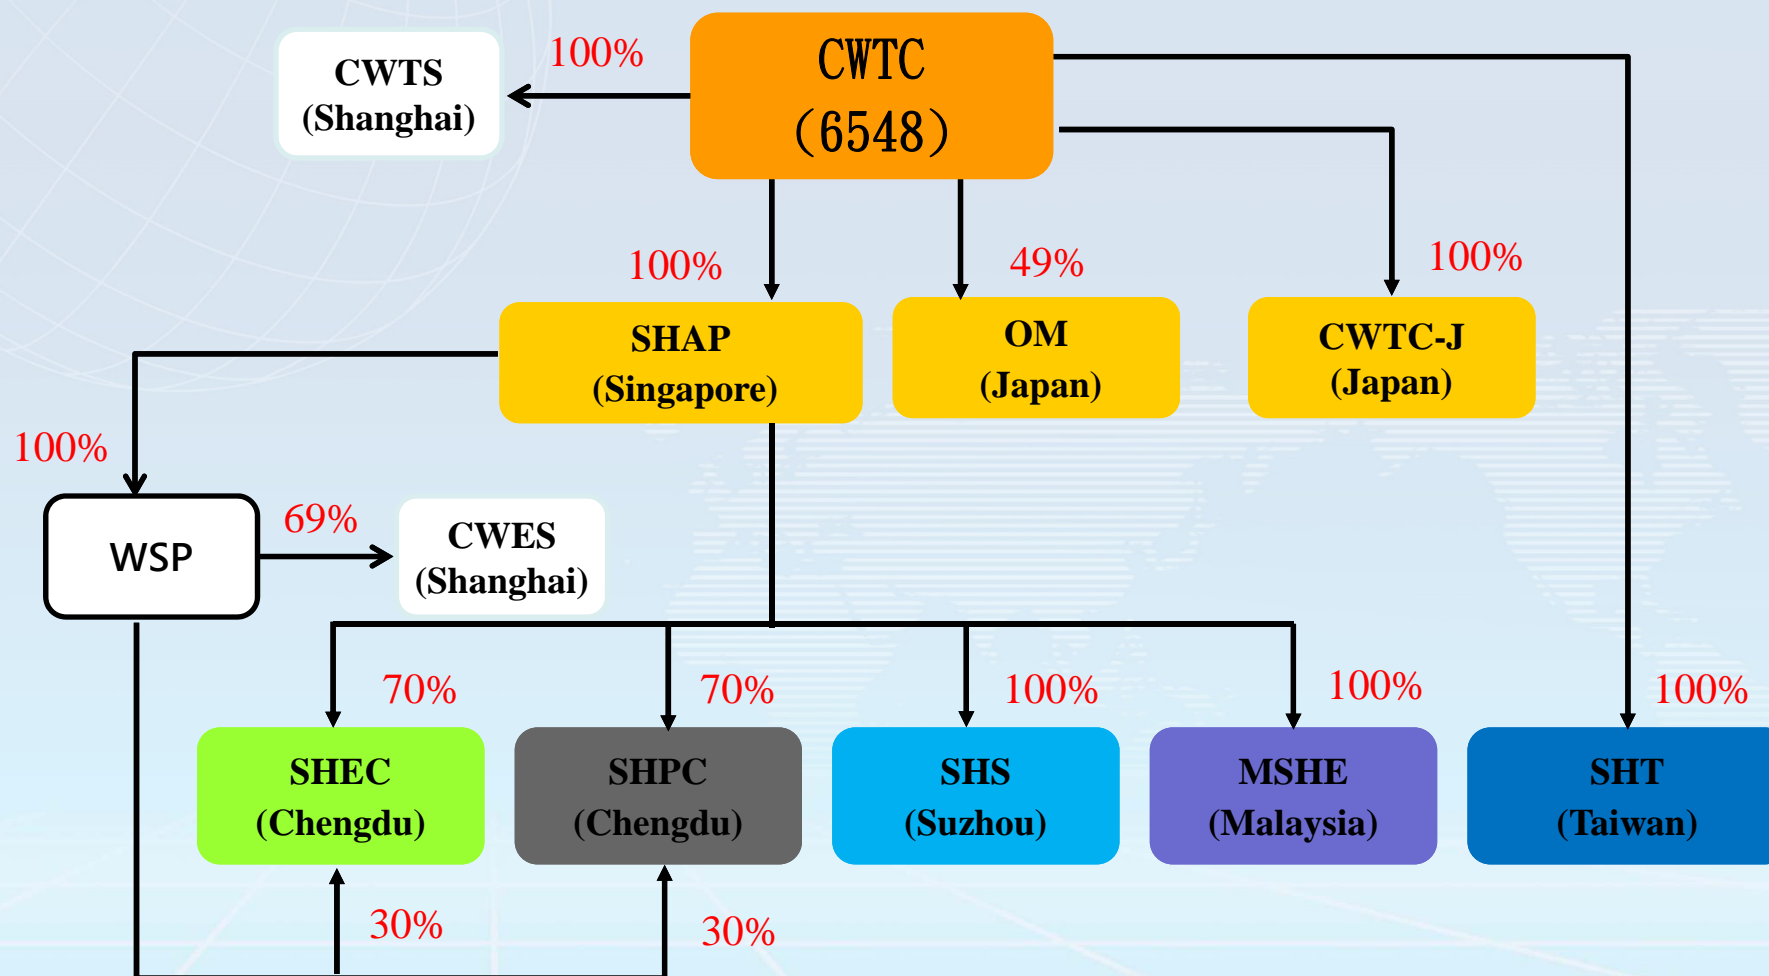 CWTC
(6548)
CWTS
(Shanghai)
100%
100%
49%
100%
SHAP
(Singapore)
OM
(Japan)
CWTC-J
(Japan)
100%
WSP
69%
CWES
(Shanghai)
70%
70%
100%
100%
100%
SHEC
(Chengdu)
SHPC
(Chengdu)
SHS
(Suzhou)
MSHE
(Malaysia)
SHT
(Taiwan)
30%
30%